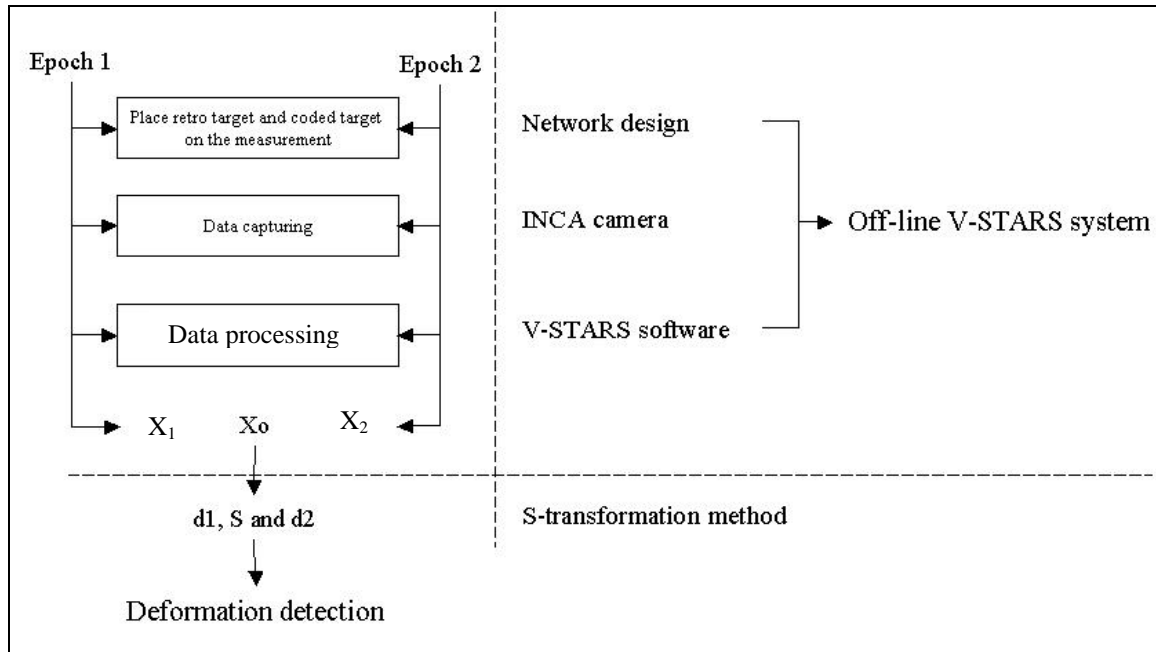 Epoch 1
Epoch 2
Place retro target and coded target
on the measurement
Network design
Data capturing
INCA camera
Off-line V-STARS system
Data processing
V-STARS software
X₁
Xo
X₂
d1, S and d2
S-transformation method
Deformation detection